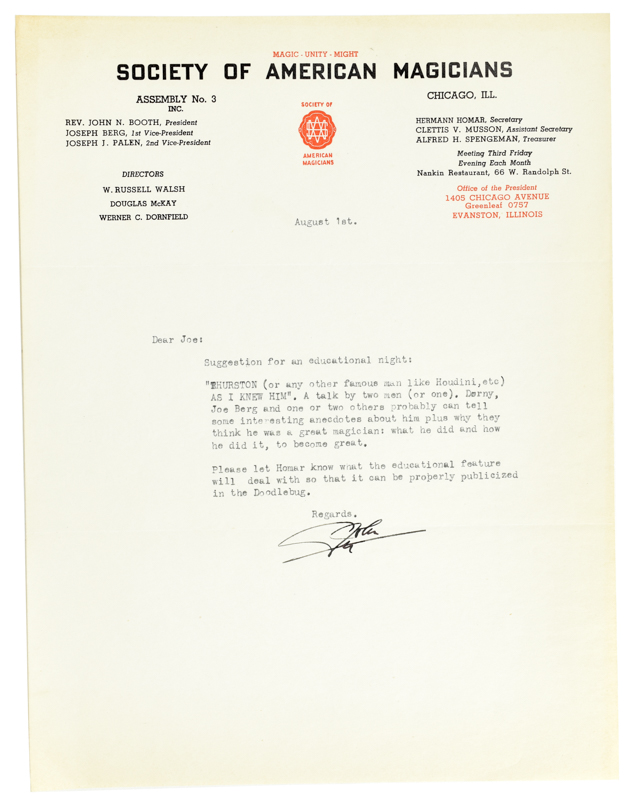 MAGIC - UNITY - MIGHT
SOCIETY OF AMERICAN MAGICIANS
ASSEMBLY No. 3
INC.
REV. JOHN N. BOOTH, President
JOSEPH BERG, 1st Vice-President
JOSEPH J. PALEN, 2nd Vice-President
DIRECTORS
W. RUSSELL WALSH
DOUGLAS McKAY
WERNER C. DORNFIELD
SOCIETY OF
AMERICAN
MAGICIANS
CHICAGO, ILL.
HERMANN HOMAR, Secretary
CLETTIS V. MUSSON, Assistant Secretary
ALFRED H. SPENGEMAN, Treasurer
Meeting Third Friday
Evening Each Month
Nankin Restaurant, 66 W. Randolph St.
Office of the President
1405 CHICAGO AVENUE
Greenleaf 0757
EVANSTON, ILLINOIS
August 1st.
Dear Joe:
Suggestion for an educational night:
"THURSTON (or any other famous man like Houdini,etc)
AS I KNEW HIM". A talk by two men (or one). Dorny,
Joe Berg and one or two others probably can tell
some interesting anecdotes about him plus why they
think he was a great magician: what he did and how
he did it, to become great.
Please let Homar know what the educational feature
will deal with so that it can be properly publicized
in the Doodlebug.
Regards.
John